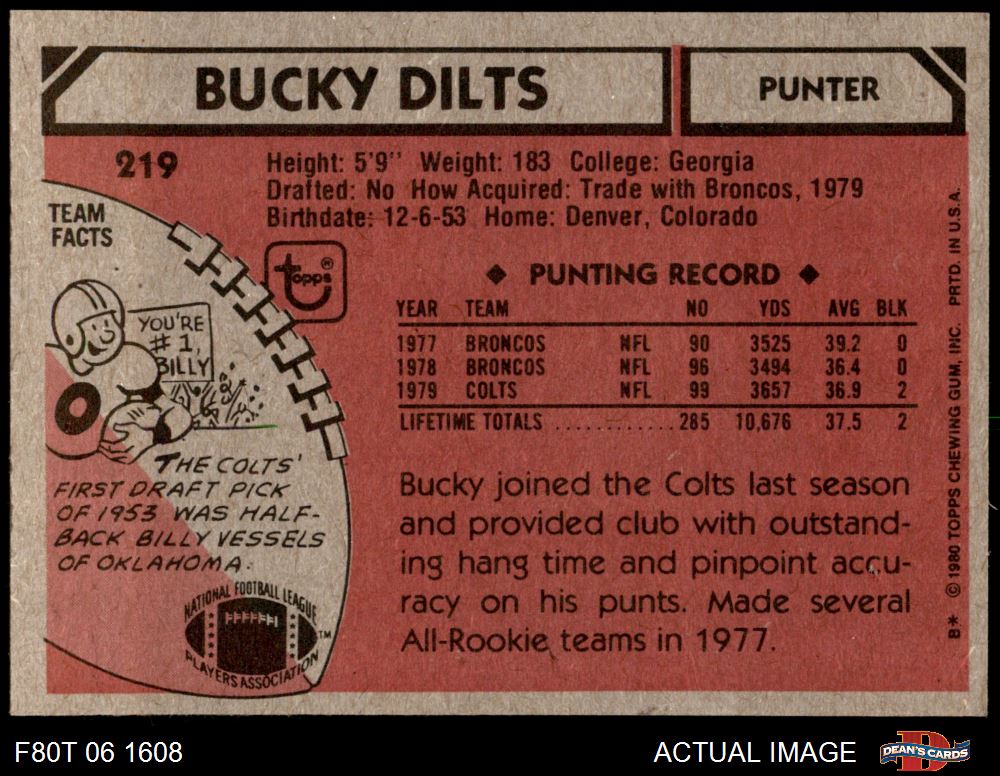 BUCKY DILTS
PUNTER
219
Height: 5'9" Weight: 183 College: Georgia
Drafted: No How Acquired: Trade with Broncos, 1979
Birthdate: 12-6-53 Home: Denver, Colorado
TEAM
FACTS
topps®
YOU'RE
#1,
BILLY
THE COLTS'
FIRST DRAFT PICK
OF 1953 WAS HALF-
BACK BILLY VESSELS
OF OKLAHOMA.
NATIONAL FOOTBALL LEAGUE
PLAYERS ASSOCIATION
TM
◆ PUNTING RECORD ◆
YEAR TEAM NO YDS AVG BLK
1977 BRONCOS NFL 90 3525 39.2 0
1978 BRONCOS NFL 96 3494 36.4 0
1979 COLTS NFL 99 3657 36.9 2
LIFETIME TOTALS ............ 285 10,676 37.5 2
Bucky joined the Colts last season
and provided club with outstand-
ing hang time and pinpoint accu-
racy on his punts. Made several
All-Rookie teams in 1977.
B* © 1980 TOPPS CHEWING GUM, INC. PRTD. IN U.S.A.
F80T 06 1608
ACTUAL IMAGE
DEAN'S CARDS